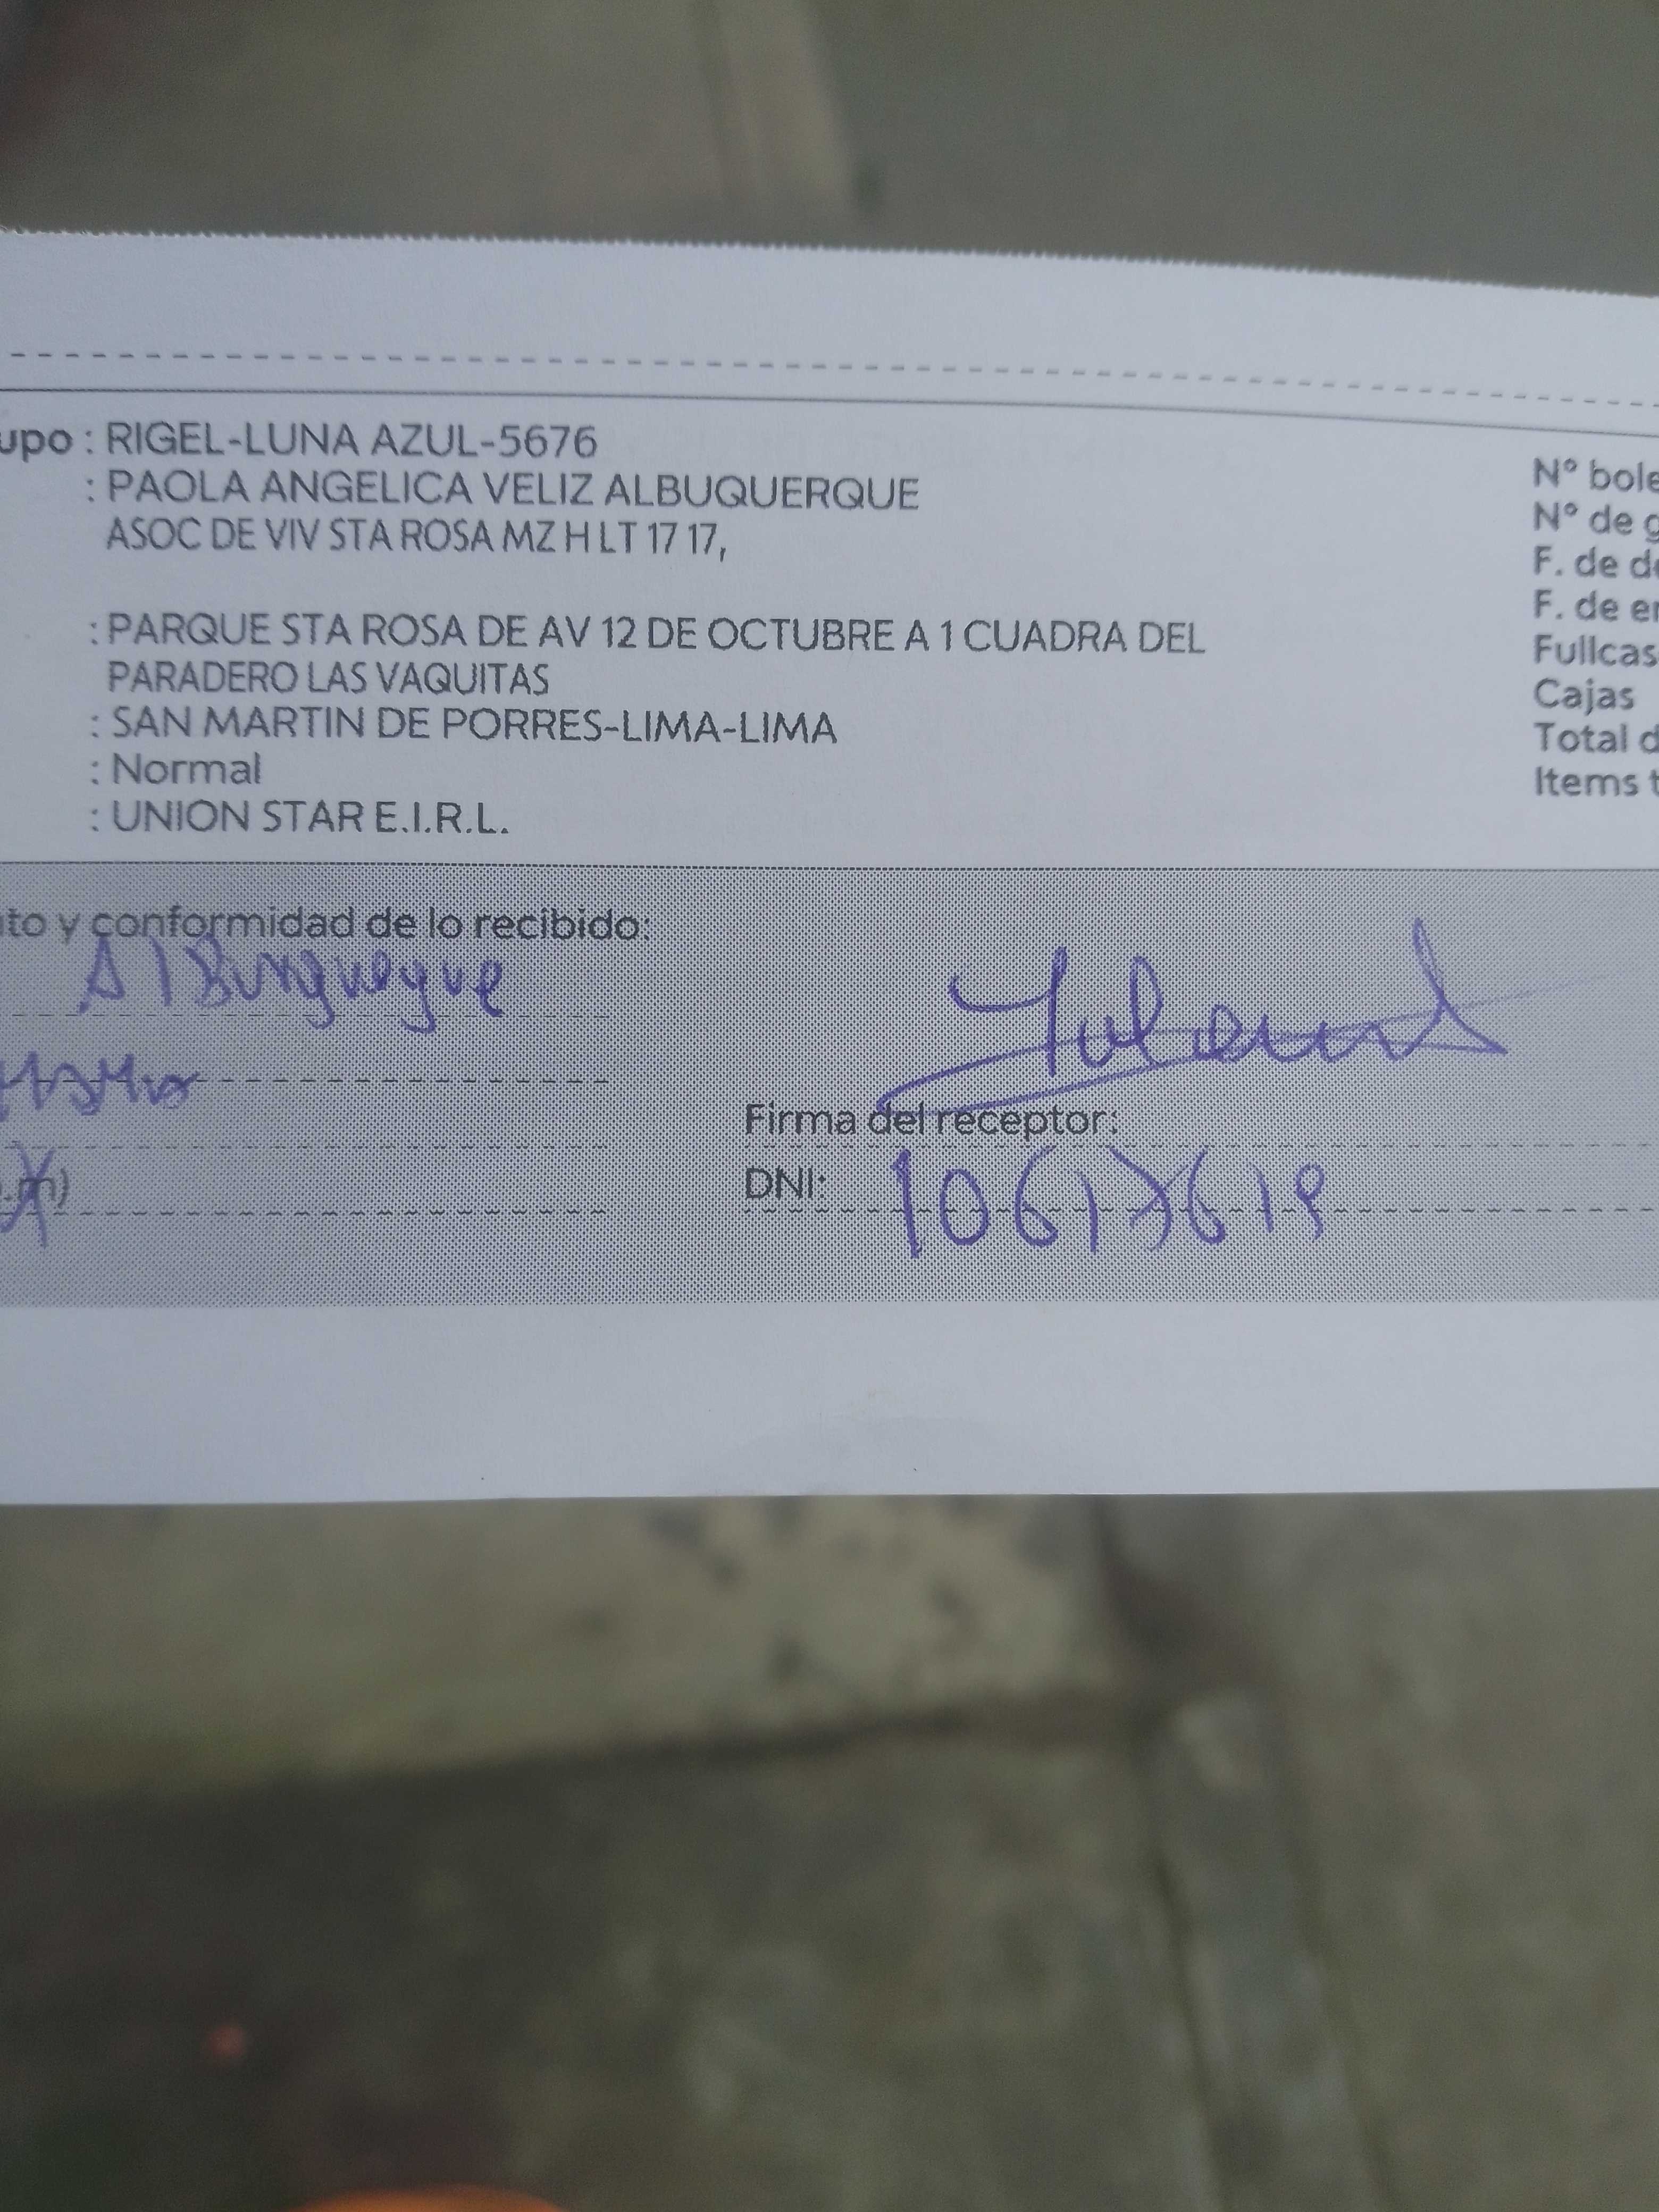 upo : RIGEL-LUNA AZUL-5676
: PAOLA ANGELICA VELIZ ALBUQUERQUE
ASOC DE VIV STA ROSA MZ H LT 17 17,
: PARQUE STA ROSA DE AV 12 DE OCTUBRE A 1 CUADRA DEL
PARADERO LAS VAQUITAS
: SAN MARTIN DE PORRES-LIMA-LIMA
: Normal
: UNION STAR E.I.R.L.
N° bole
N° de g
F. de de
F. de en
Fullcas
Cajas
Total d
Items t
to y conformidad de lo recibido:
Firma del receptor:
DNI: 10617619